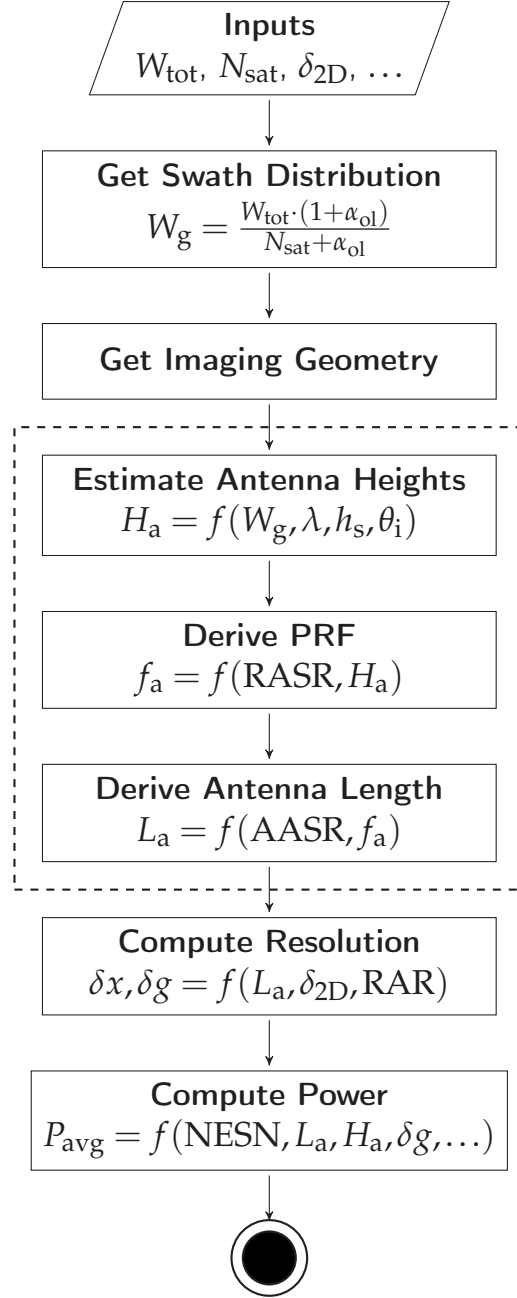 Inputs
W_tot, N_sat, δ_2D, …
Get Swath Distribution
W_g = W_tot·(1+α_ol) / N_sat+α_ol
Get Imaging Geometry
Estimate Antenna Heights
H_a = f(W_g, λ, h_s, θ_i)
Derive PRF
f_a = f(RASR, H_a)
Derive Antenna Length
L_a = f(AASR, f_a)
Compute Resolution
δx, δg = f(L_a, δ_2D, RAR)
Compute Power
P_avg = f(NESN, L_a, H_a, δg, …)